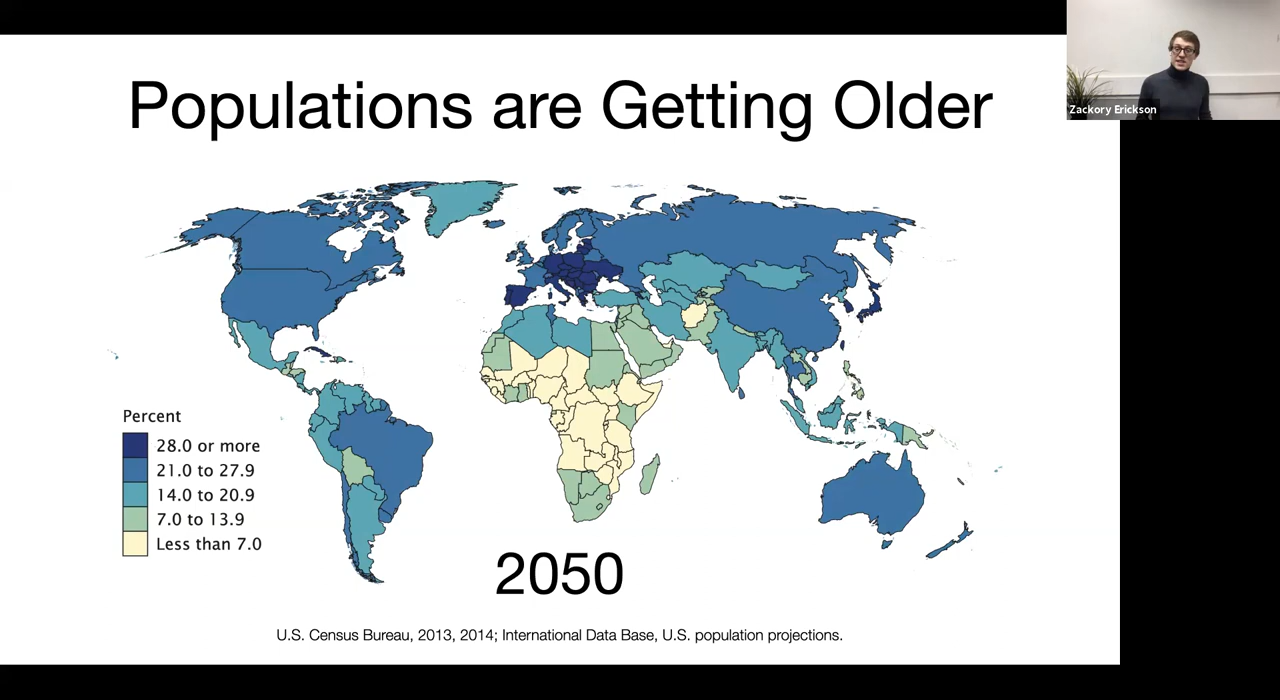 Populations are Getting Older
Zackory Erickson
Percent
28.0 or more
21.0 to 27.9
14.0 to 20.9
7.0 to 13.9
Less than 7.0
2050
U.S. Census Bureau, 2013, 2014; International Data Base, U.S. population projections.